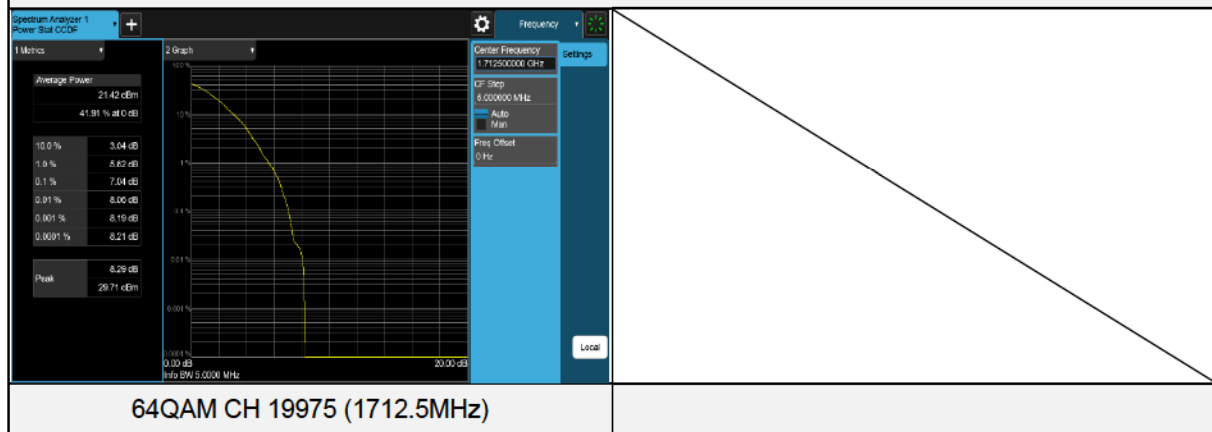 Spectrum Analyzer 1
Power Stat CCDF
+
Frequency
1 Metrics
2 Graph
Center Frequency
1.712500000 GHz
Settings
CF Step
5.000000 MHz
Auto
Man
Freq Offset
0 Hz
Average Power
21.42 dBm
41.91 % at 0 dB
10.0 % 3.04 dB
1.0 % 5.62 dB
0.1 % 7.04 dB
0.01 % 8.06 dB
0.001 % 8.19 dB
0.0001 % 8.21 dB
Peak 8.29 dB
29.71 dBm
100 %
10 %
1 %
0.1 %
0.01 %
0.001 %
0.0001 %
0.00 dB 20.00 dB
Info BW 5.0000 MHz
Local
64QAM CH 19975 (1712.5MHz)